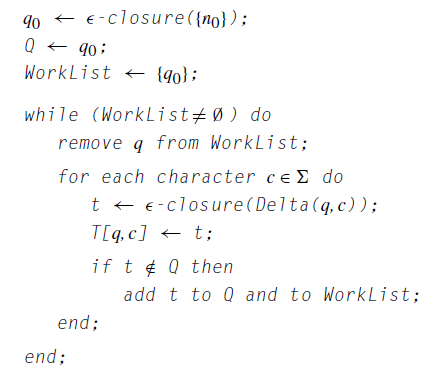 q₀ ← ϵ-closure({n₀});
Q ← q₀;
WorkList ← {q₀};
while (WorkList ≠ ∅) do
remove q from WorkList;
for each character c ∈ Σ do
t ← ϵ-closure(Delta(q,c));
T[q,c] ← t;
if t ∉ Q then
add t to Q and to WorkList;
end;
end;